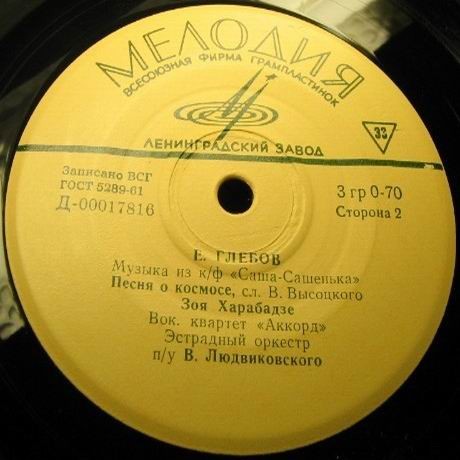 МЕЛОДИЯ
ВСЕСОЮЗНАЯ ФИРМА ГРАМПЛАСТИНОК
ЛЕНИНГРАДСКИЙ ЗАВОД
33
Записано ВСГ
ГОСТ 5289-61
Д-00017816
3 гр 0-70
Сторона 2
Е. ГЛЕБОВ
Музыка из к/ф «Саша-Сашенька»
Песня о космосе, сл. В. Высоцкого
Зоя Харабадзе
Вок. квартет «Аккорд»
Эстрадный оркестр
п/у В. Людвиковского